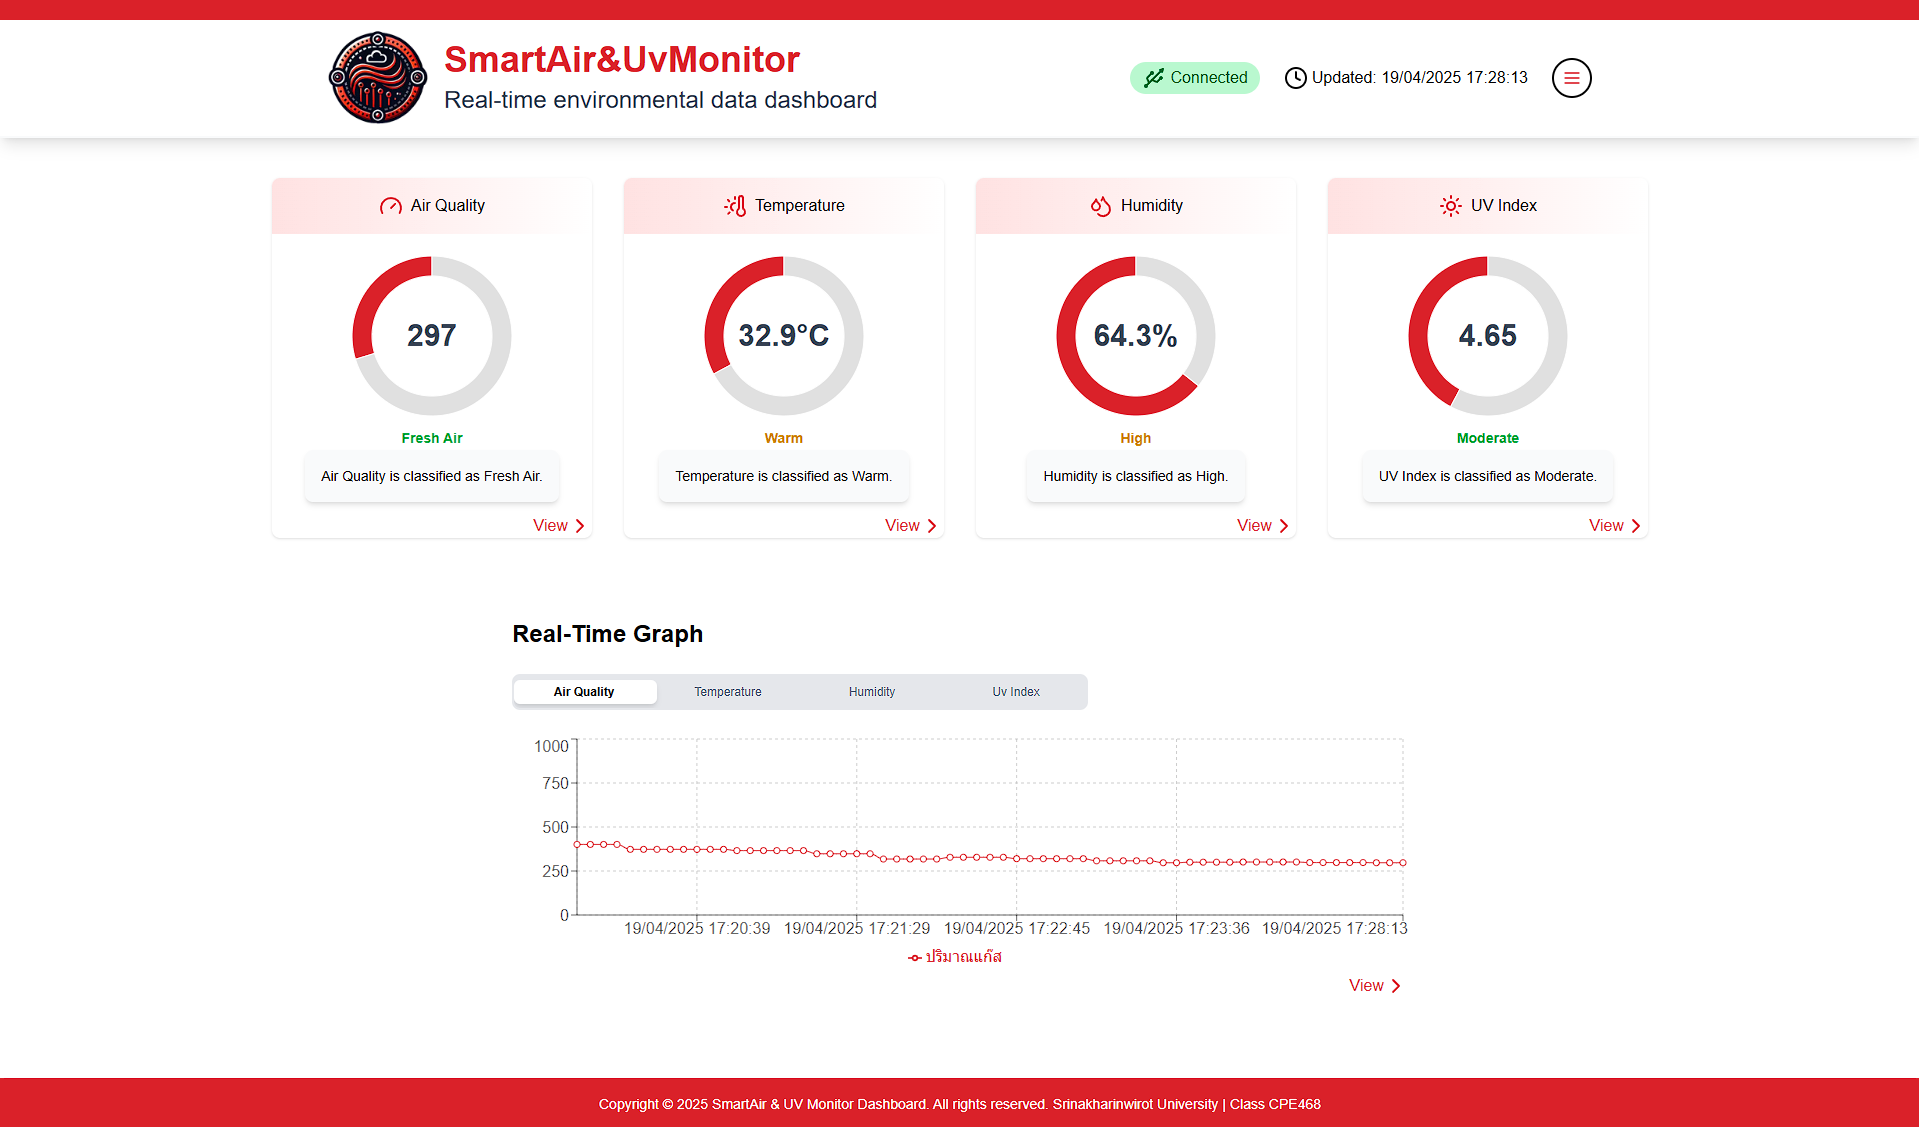 SmartAir&UvMonitor
Real-time environmental data dashboard
Connected
Updated: 19/04/2025 17:28:13
Air Quality
297
Fresh Air
Air Quality is classified as Fresh Air.
View
Temperature
32.9°C
Warm
Temperature is classified as Warm.
View
Humidity
64.3%
High
Humidity is classified as High.
View
UV Index
4.65
Moderate
UV Index is classified as Moderate.
View
Real-Time Graph
Air Quality Temperature Humidity Uv Index
1000
750
500
250
0
19/04/2025 17:20:39 19/04/2025 17:21:29 19/04/2025 17:22:45 19/04/2025 17:23:36 19/04/2025 17:28:13
ปริมาณแก๊ส
View
Copyright © 2025 SmartAir & UV Monitor Dashboard. All rights reserved. Srinakharinwirot University | Class CPE468